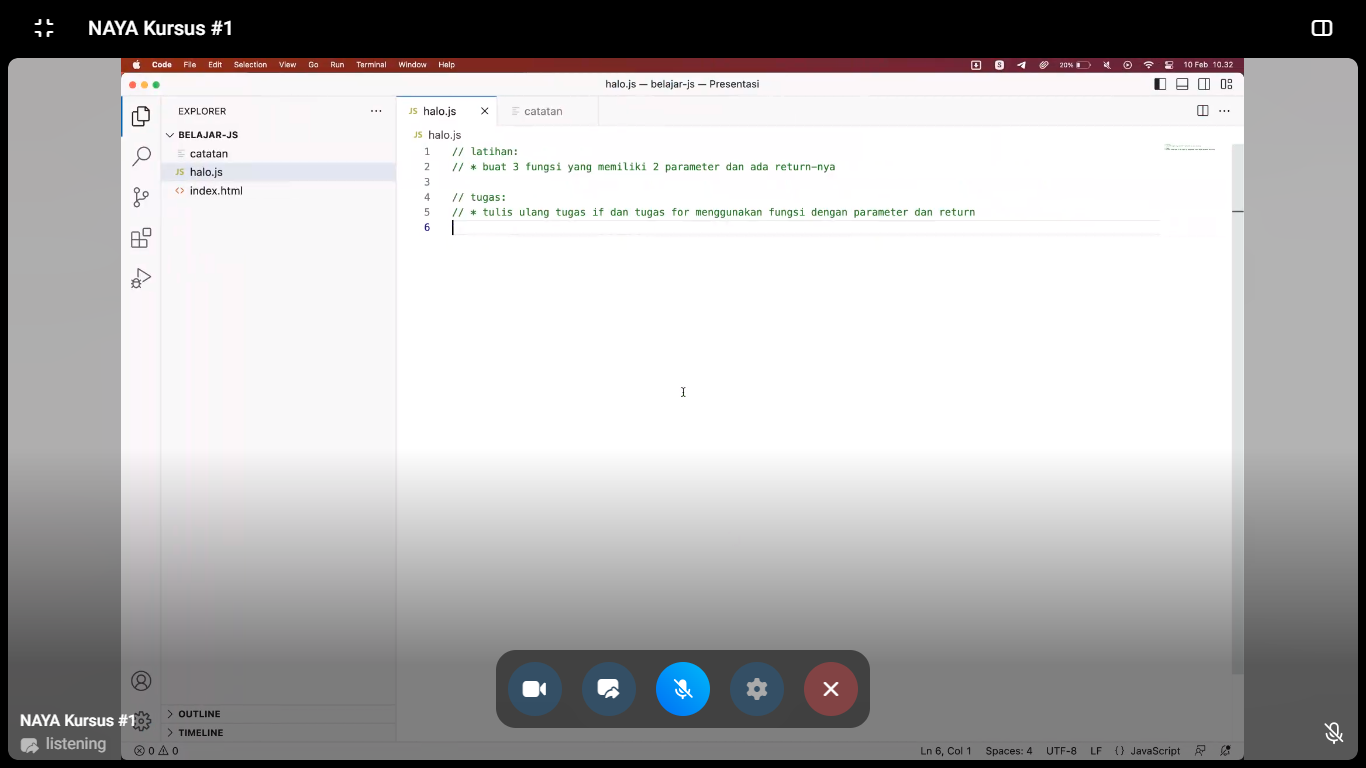 NAYA Kursus #1
Code File Edit Selection View Go Run Terminal Window Help 20% 10 Feb 10.32
halo.js — belajar-js — Presentasi
EXPLORER
BELAJAR-JS
catatan
JS halo.js
<> index.html
JS halo.js catatan
JS halo.js
1 // latihan:
2 // * buat 3 fungsi yang memiliki 2 parameter dan ada return-nya
3
4 // tugas:
5 // * tulis ulang tugas if dan tugas for menggunakan fungsi dengan parameter dan return
6
OUTLINE
TIMELINE
NAYA Kursus #1
listening
0 0 Ln 6, Col 1 Spaces: 4 UTF-8 LF {} JavaScript